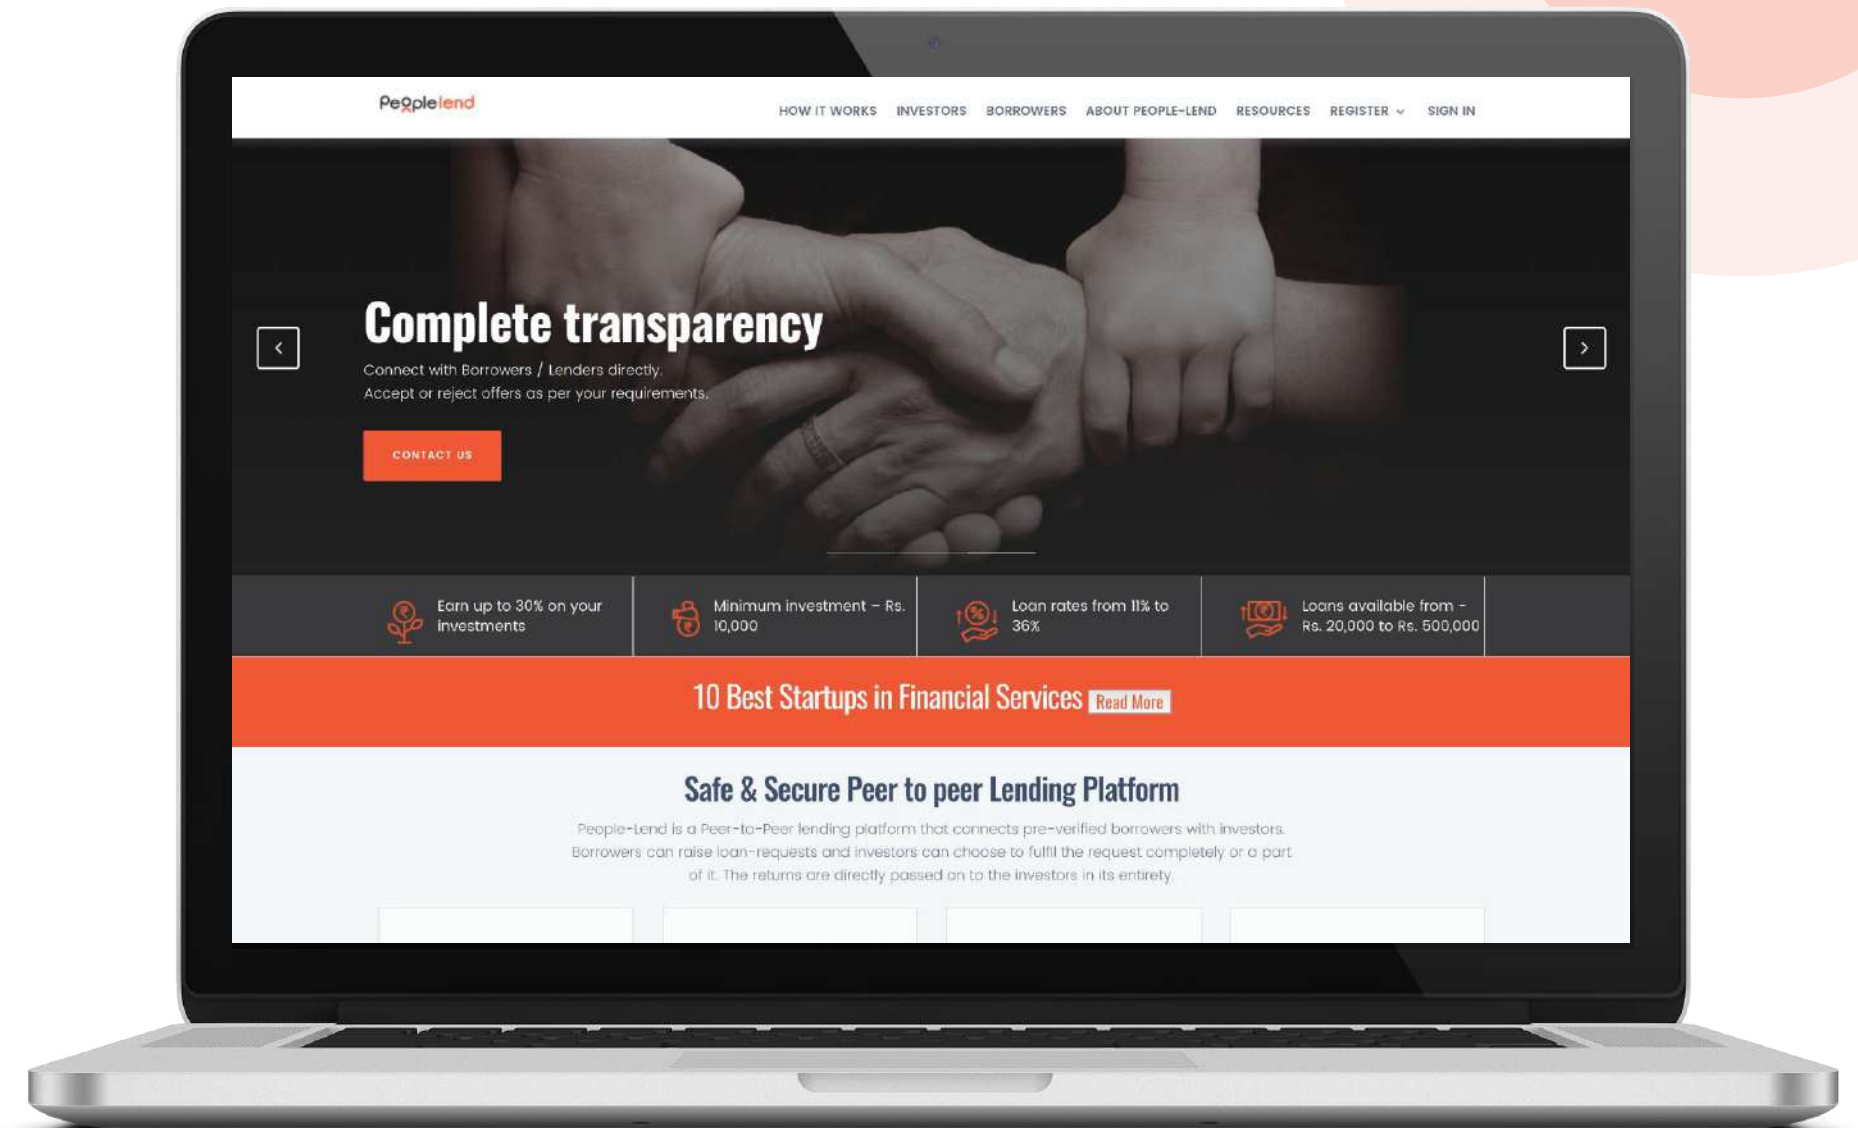 Peoplelend
HOW IT WORKS INVESTORS BORROWERS ABOUT PEOPLE-LEND RESOURCES REGISTER SIGN IN
Complete transparency
Connect with Borrowers / Lenders directly.
Accept or reject offers as per your requirements.
CONTACT US
Earn up to 30% on your
investments
Minimum investment – Rs.
10,000
Loan rates from 11% to
36%
Loans available from –
Rs. 20,000 to Rs. 500,000
10 Best Startups in Financial Services Read More
Safe & Secure Peer to peer Lending Platform
People-Lend is a Peer-to-Peer lending platform that connects pre-verified borrowers with investors.
Borrowers can raise loan-requests and investors can choose to fulfil the request completely or a part
of it. The returns are directly passed on to the investors in its entirety.